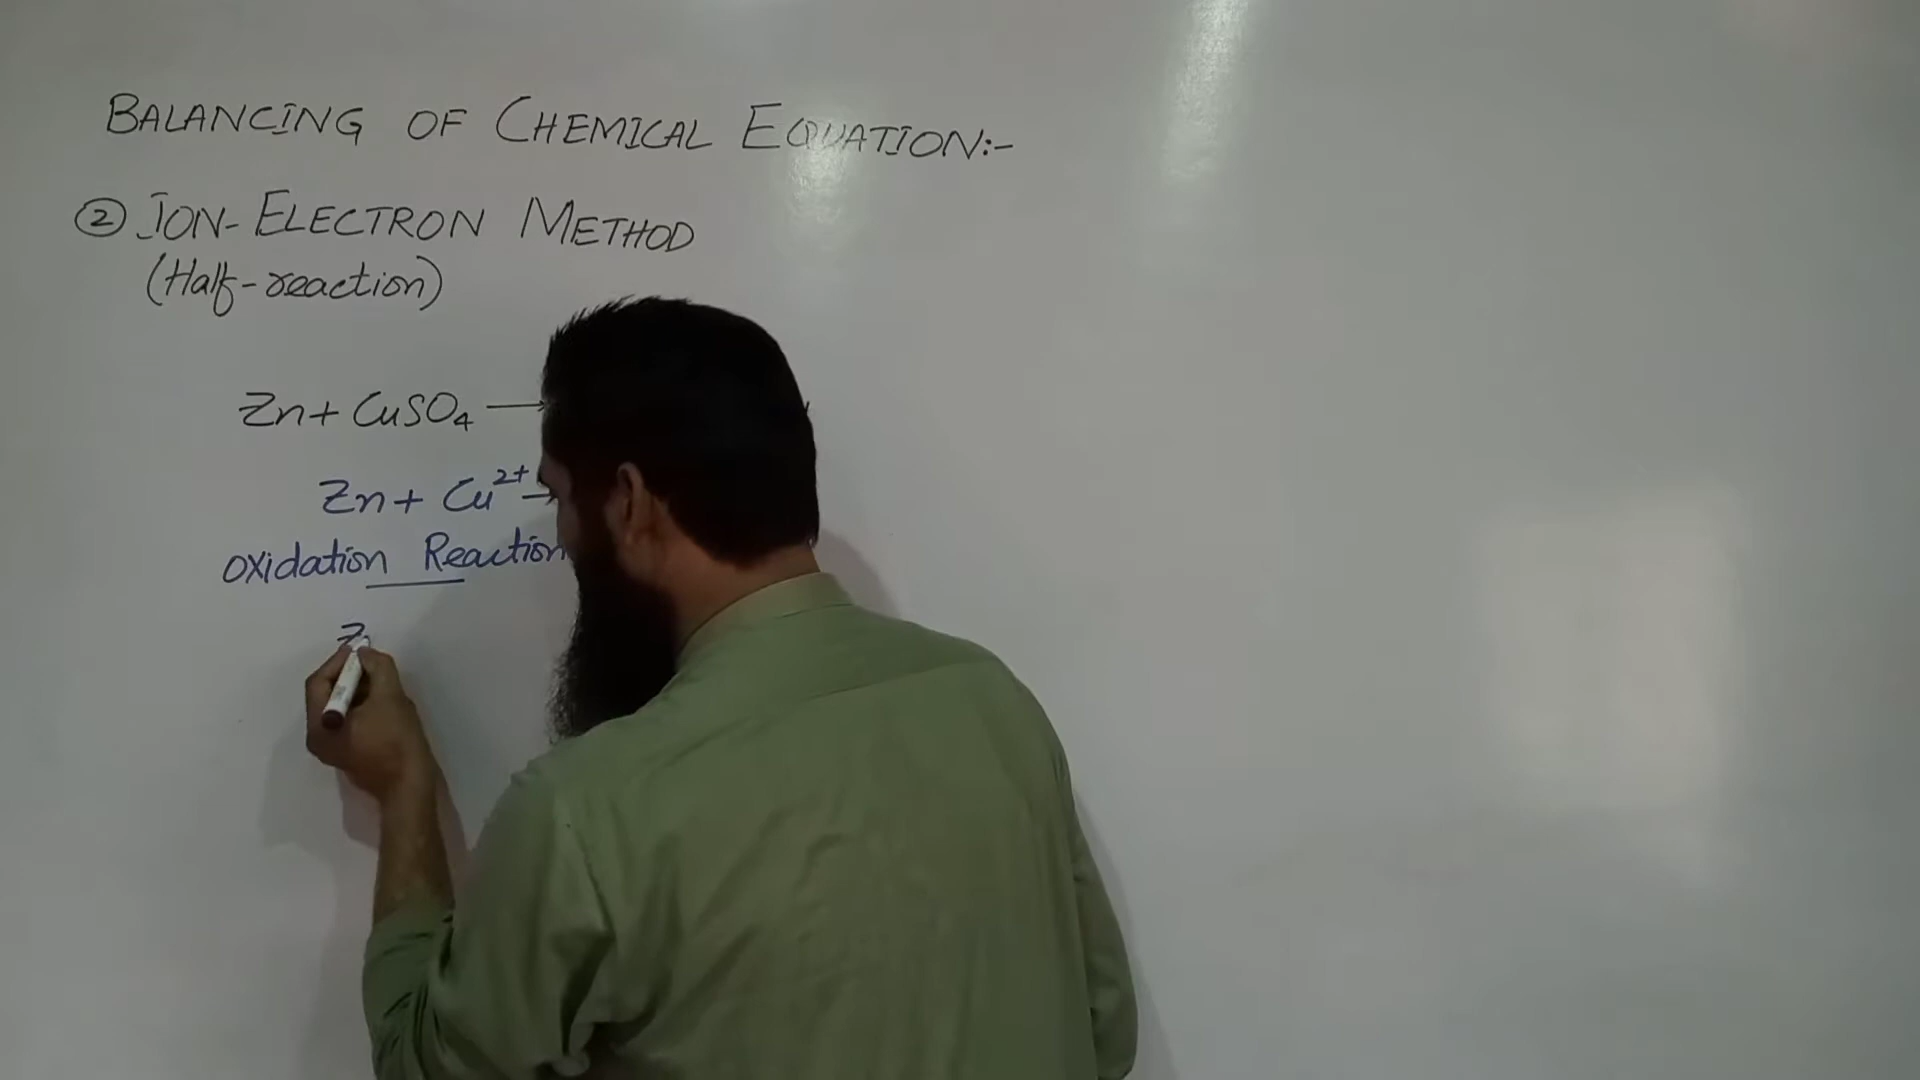 BALANCING OF CHEMICAL EQUATION:-
② ION-ELECTRON METHOD
(Half-reaction)
Zn + CuSO₄ →
Zn + Cu²⁺ →
oxidation Reaction
Z